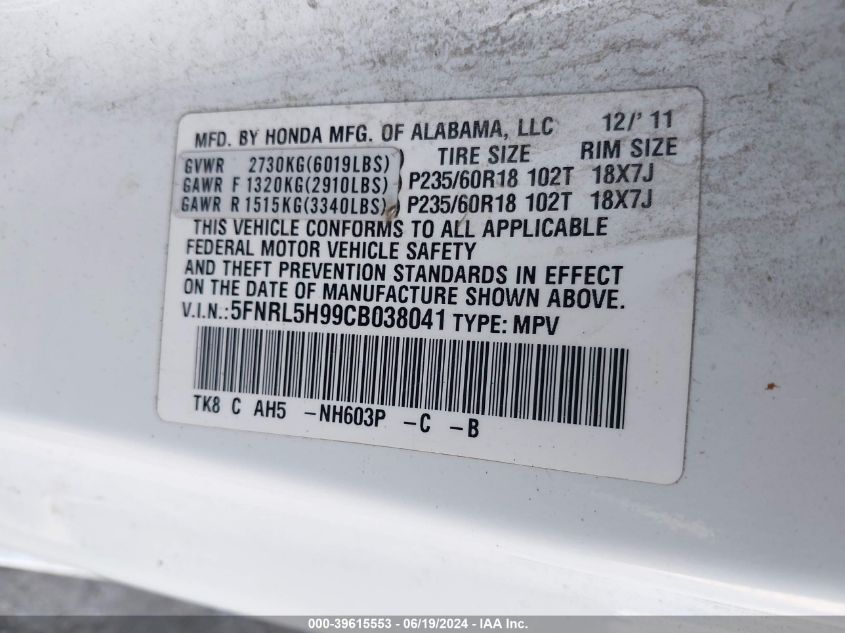 MFD. BY HONDA MFG. OF ALABAMA, LLC 12/'11
TIRE SIZE RIM SIZE
GVWR 2730KG(6019LBS)
GAWR F 1320KG(2910LBS) P235/60R18 102T 18X7J
GAWR R 1515KG(3340LBS) P235/60R18 102T 18X7J
THIS VEHICLE CONFORMS TO ALL APPLICABLE
FEDERAL MOTOR VEHICLE SAFETY
AND THEFT PREVENTION STANDARDS IN EFFECT
ON THE DATE OF MANUFACTURE SHOWN ABOVE.
V.I.N.:5FNRL5H99CB038041 TYPE: MPV
TK8 C AH5 -NH603P -C -B
000-39615553 - 06/19/2024 - IAA Inc.